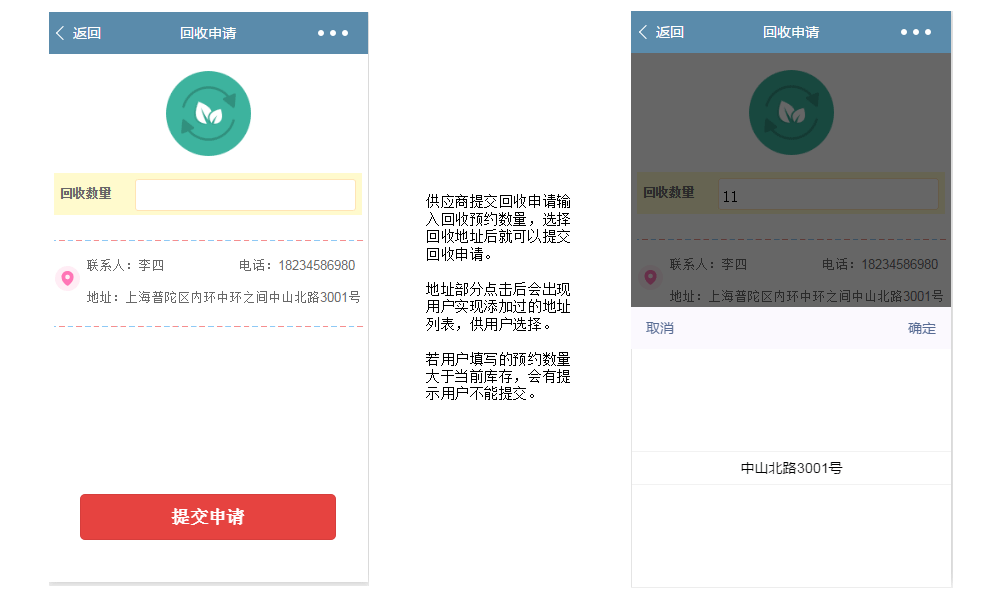 返回
回收申请
回收数量
联系人：李四
电话：18234586980
地址：上海普陀区内环中环之间中山北路3001号
提交申请
供应商提交回收申请输
入回收预约数量，选择
回收地址后就可以提交
回收申请。
地址部分点击后会出现
用户实现添加过的地址
列表，供用户选择。
若用户填写的预约数量
大于当前库存，会有提
示用户不能提交。
返回
回收申请
回收数量
11
联系人：李四
电话：18234586980
地址：上海普陀区内环中环之间中山北路3001号
取消
确定
中山北路3001号